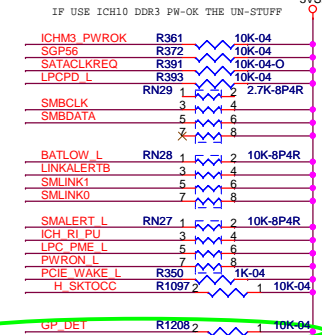 5VS
IF USE ICH10 DDR3 PW-OK THE UN-STUFF
ICHM3_PWROK R361 10K-04
SGP56 R372 10K-04
SATACLKREQ R391 10K-04-O
LPCPD_L R393 10K-04
RN29 1 2 2.7K-8P4R
SMBCLK 3 4
SMBDATA 5 6
7 8
BATLOW_L RN28 1 2 10K-8P4R
LINKALERTB 3 4
SMLINK1 5 6
SMLINK0 7 8
SMALERT_L RN27 1 2 10K-8P4R
ICH_RI_PU 3 4
LPC_PME_L 5 6
PWRON_L 7 8
PCIE_WAKE_L R350 1K-04
H_SKTOCC R1097 2 1 10K-04
GP_DET R1208 2 1 10K-04